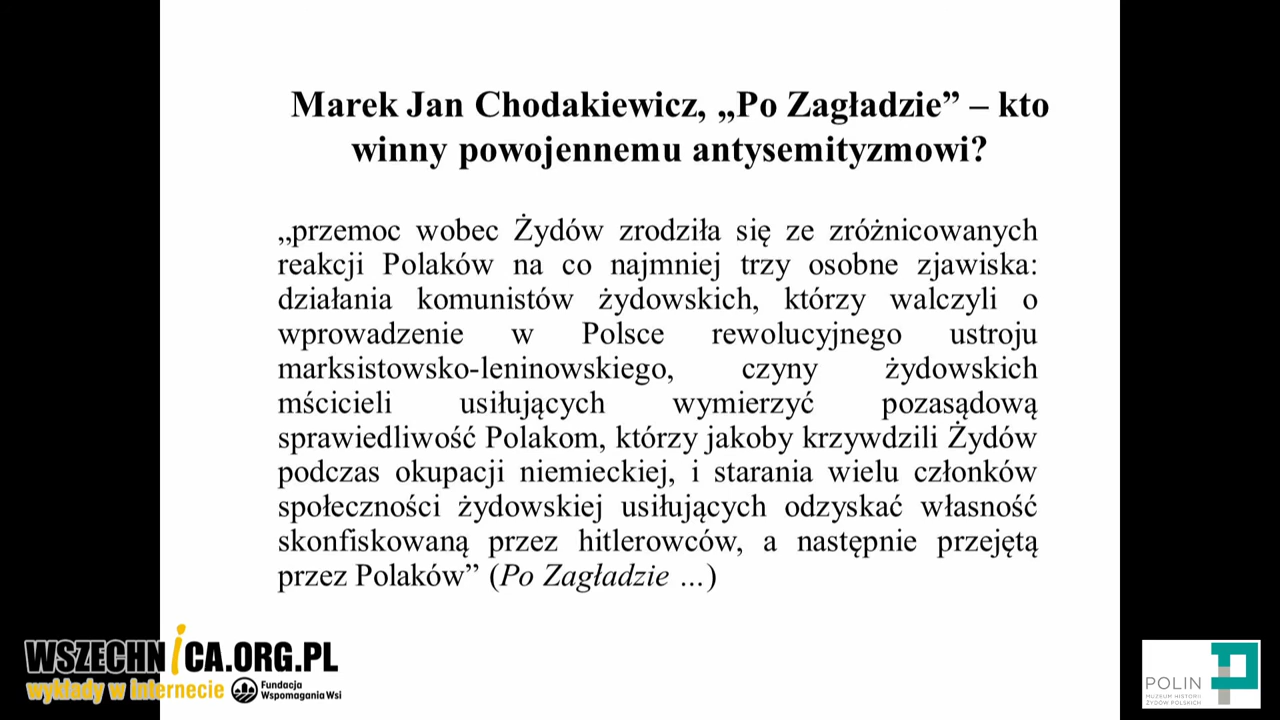 Marek Jan Chodakiewicz, „Po Zagładzie” – kto
winny powojennemu antysemityzmowi?
„przemoc wobec Żydów zrodziła się ze zróżnicowanych
reakcji Polaków na co najmniej trzy osobne zjawiska:
działania komunistów żydowskich, którzy walczyli o
wprowadzenie w Polsce rewolucyjnego ustroju
marksistowsko-leninowskiego, czyny żydowskich
mścicieli usiłujących wymierzyć pozasądową
sprawiedliwość Polakom, którzy jakoby krzywdzili Żydów
podczas okupacji niemieckiej, i starania wielu członków
społeczności żydowskiej usiłujących odzyskać własność
skonfiskowaną przez hitlerowców, a następnie przejętą
przez Polaków” (Po Zagładzie …)
WSZECHNiCA.ORG.PL
wykłady w Internecie
Fundacja
Wspomagania Wsi
POLIN
MUZEUM HISTORII
ŻYDÓW POLSKICH